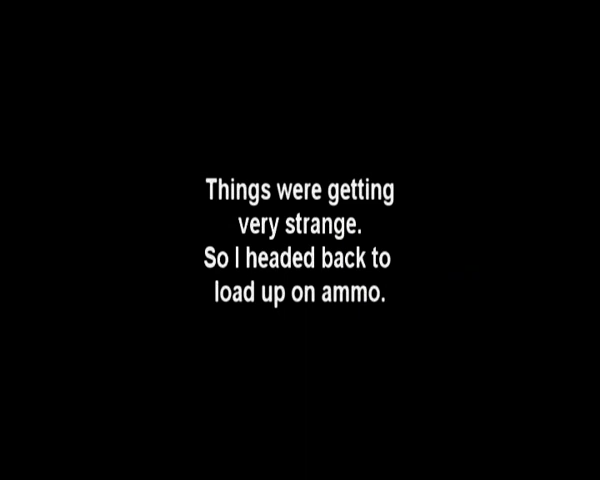 Things were getting
very strange.
So I headed back to
load up on ammo.